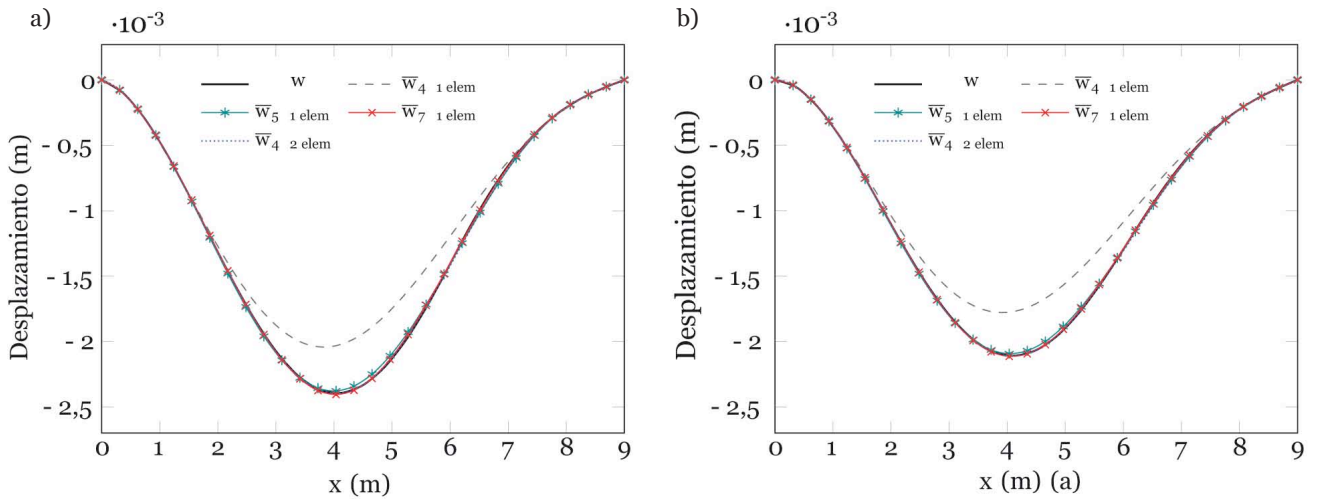 a)
·10⁻³
0
- 0,5
- 1
- 1,5
- 2
- 2,5
Desplazamiento (m)
w
w̅₄ 1 elem
w̅₅ 1 elem
w̅₇ 1 elem
w̅₄ 2 elem
0 1 2 3 4 5 6 7 8 9
x (m)
b)
·10⁻³
0
- 0,5
- 1
- 1,5
- 2
- 2,5
Desplazamiento (m)
w
w̅₄ 1 elem
w̅₅ 1 elem
w̅₇ 1 elem
w̅₄ 2 elem
0 1 2 3 4 5 6 7 8 9
x (m) (a)